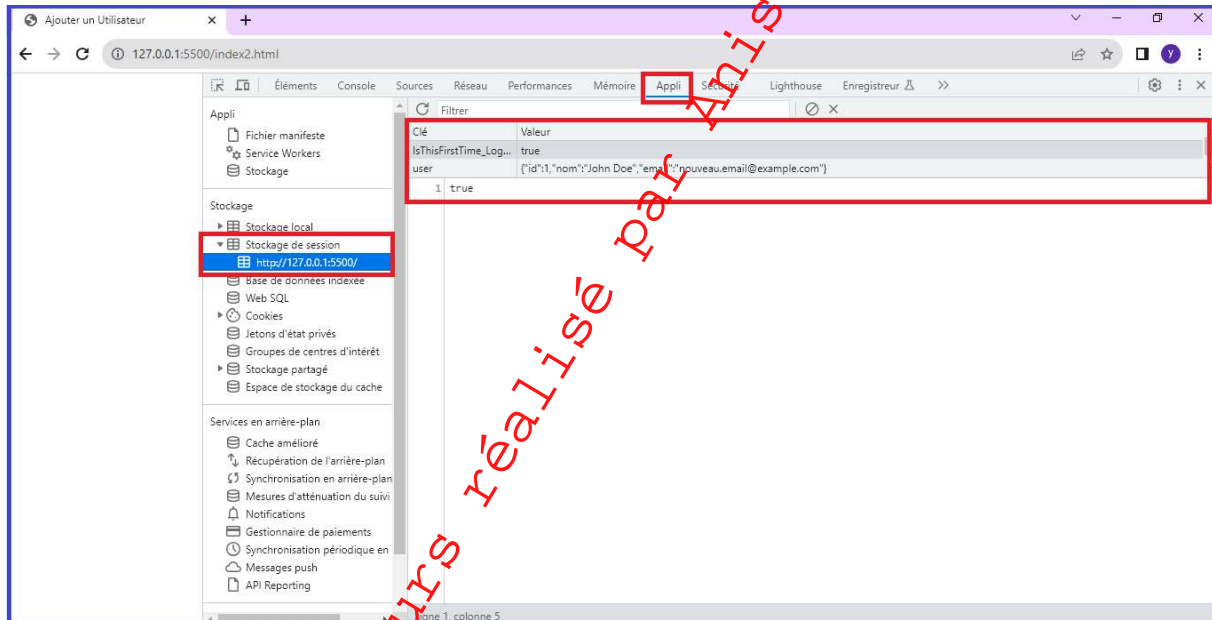 Ajouter un Utilisateur
127.0.0.1:5500/index2.html
Éléments Console Sources Réseau Performances Mémoire Appli Sécurité Lighthouse Enregistreur
Appli
Fichier manifeste
Service Workers
Stockage
Stockage
Stockage local
Stockage de session
http://127.0.0.1:5500/
Base de données indexée
Web SQL
Cookies
Jetons d'état privés
Groupes de centres d'intérêt
Stockage partagé
Espace de stockage du cache
Services en arrière-plan
Cache amélioré
Récupération de l'arrière-plan
Synchronisation en arrière-plan
Mesures d'atténuation du suivi
Notifications
Gestionnaire de paiements
Synchronisation périodique en
Messages push
API Reporting
Filtrer
Clé Valeur
IsThisFirstTime_Log... true
user {"id":1,"nom":"John Doe","email":"nouveau.email@example.com"}
1 true
Ligne 1, colonne 5
urs réalisé par Anis
y